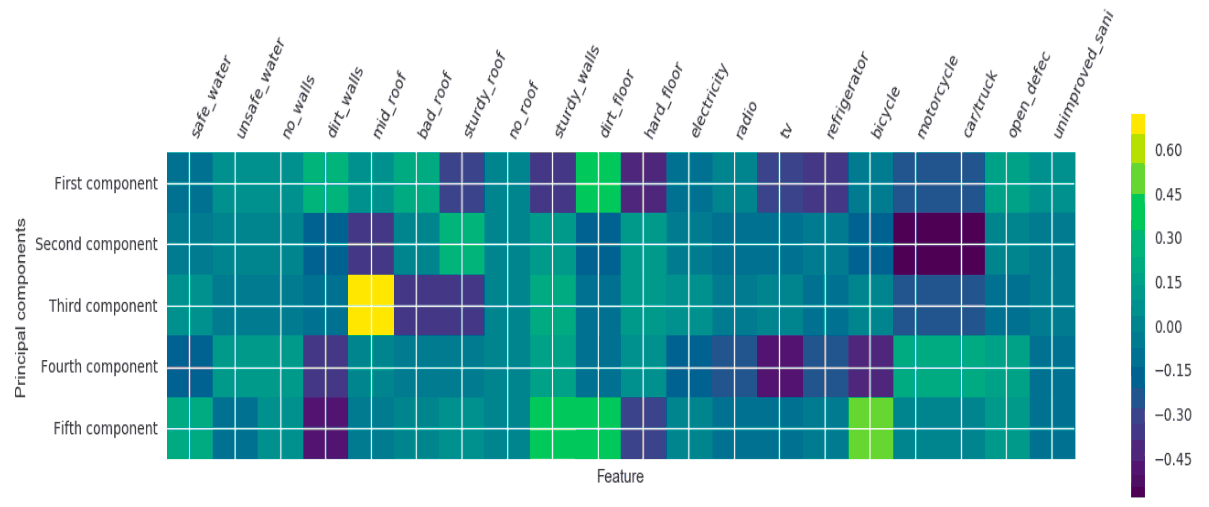 safe_water
unsafe_water
no_walls
dirt_walls
mid_roof
bad_roof
sturdy_roof
no_roof
sturdy_walls
dirt_floor
hard_floor
electricity
radio
tv
refrigerator
bicycle
motorcycle
car/truck
open_defec
unimproved_sani
Principal components
First component
Second component
Third component
Fourth component
Fifth component
Feature
0.60
0.45
0.30
0.15
0.00
−0.15
−0.30
−0.45